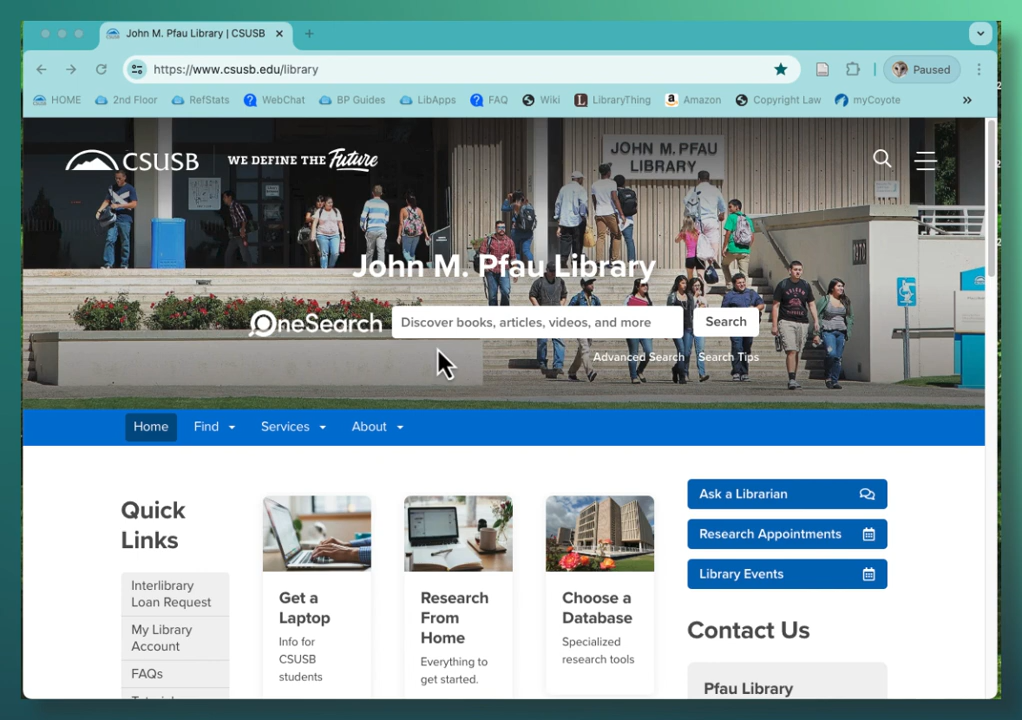 John M. Pfau Library | CSUSB
https://www.csusb.edu/library
Paused
HOME 2nd Floor RefStats WebChat BP Guides LibApps FAQ Wiki LibraryThing Amazon Copyright Law myCoyote
CSUSB WE DEFINE THE Future
JOHN M. PFAU
LIBRARY
John M. Pfau Library
OneSearch Discover books, articles, videos, and more Search
Advanced Search Search Tips
Home Find Services About
Quick
Links
Interlibrary
Loan Request
My Library
Account
FAQs
Get a
Laptop
Info for
CSUSB
students
Research
From
Home
Everything to
get started.
Choose a
Database
Specialized
research tools
Ask a Librarian
Research Appointments
Library Events
Contact Us
Pfau Library